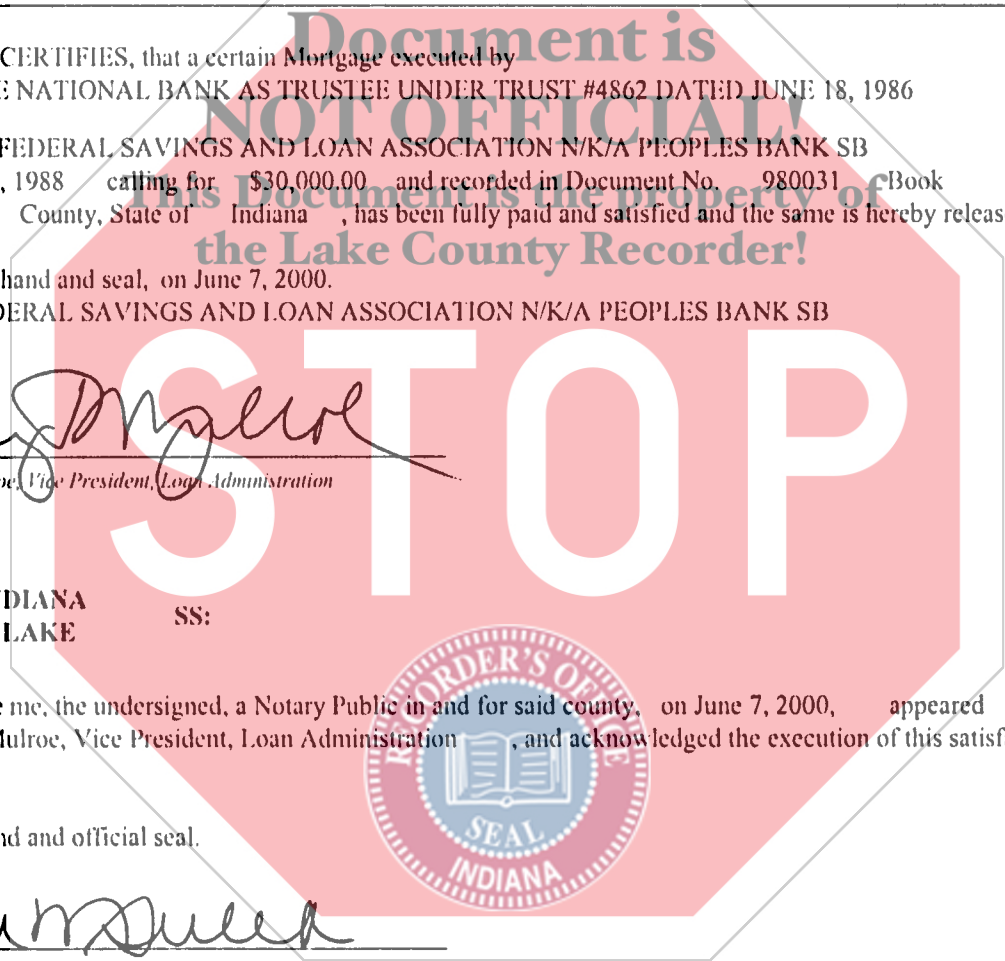 Document is
CERTIFIES, that a certain Mortgage executed by
E NATIONAL BANK AS TRUSTEE UNDER TRUST #4862 DATED JUNE 18, 1986
NOT OFFICIAL!
FEDERAL SAVINGS AND LOAN ASSOCIATION N/K/A PEOPLES BANK SB
, 1988 calling for $30,000.00 and recorded in Document No. 980031 Book
This Document is the property of
County, State of Indiana , has been fully paid and satisfied and the same is hereby releas
the Lake County Recorder!
hand and seal, on June 7, 2000.
DERAL SAVINGS AND LOAN ASSOCIATION N/K/A PEOPLES BANK SB
STOP
oe, Vice President, Loan Administration
DIANA SS:
LAKE
RECORDER'S OFFICE
e me, the undersigned, a Notary Public in and for said county, on June 7, 2000, appeared
Mulroe, Vice President, Loan Administration , and acknowledged the execution of this satisf
SEAL
nd and official seal.
INDIANA